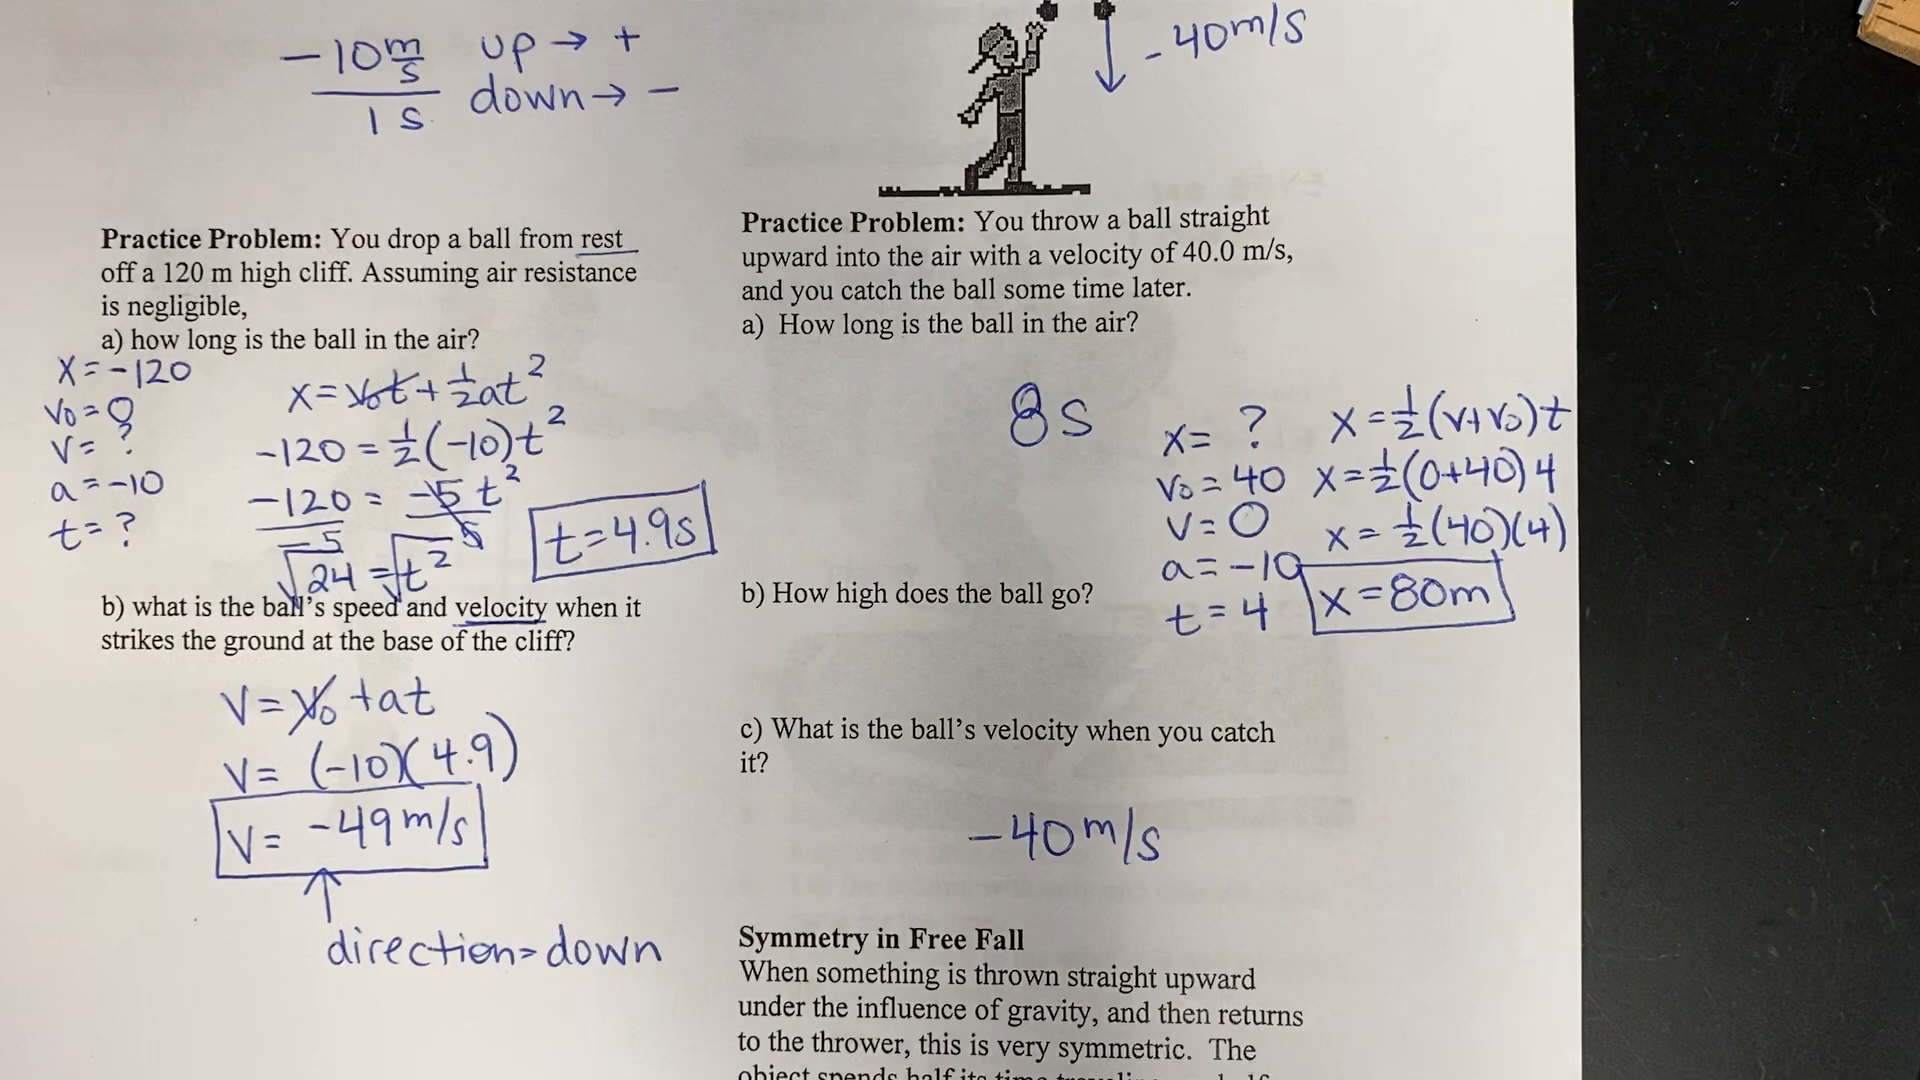 -10 m/s up → +
1 s down → -
Practice Problem: You drop a ball from rest
off a 120 m high cliff. Assuming air resistance
is negligible,
a) how long is the ball in the air?
x = -120
v₀ = 0
v = ?
a = -10
t = ?
x = v₀t + ½at²
-120 = ½(-10)t²
-120 = -5t²
-5 -5
√24 = √t²
t = 4.9s
b) what is the ball's speed and velocity when it
strikes the ground at the base of the cliff?
v = v₀ + at
v = (-10)(4.9)
v = -49 m/s
↑
direction = down
↓ -40m/s
Practice Problem: You throw a ball straight
upward into the air with a velocity of 40.0 m/s,
and you catch the ball some time later.
a) How long is the ball in the air?
8s
b) How high does the ball go?
x = ?
v₀ = 40
v = 0
a = -10
t = 4
x = ½(v+v₀)t
x = ½(0+40)4
x = ½(40)(4)
x = 80m
c) What is the ball's velocity when you catch
it?
-40 m/s
Symmetry in Free Fall
When something is thrown straight upward
under the influence of gravity, and then returns
to the thrower, this is very symmetric. The
object spends half its time